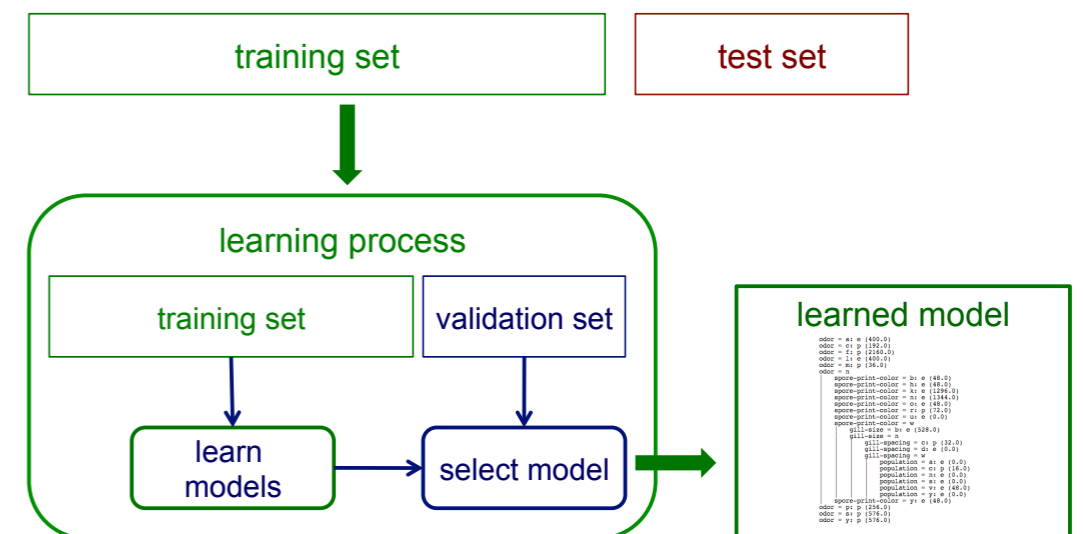 training set
test set
learning process
training set
validation set
learn
models
select model
learned model
odor = a: e (400.0)
odor = c: p (192.0)
odor = f: p (2160.0)
odor = l: e (400.0)
odor = m: p (36.0)
odor = n
spore-print-color = b: e (48.0)
spore-print-color = h: e (48.0)
spore-print-color = k: e (1296.0)
spore-print-color = n: e (1344.0)
spore-print-color = o: e (48.0)
spore-print-color = r: p (72.0)
spore-print-color = u: e (0.0)
spore-print-color = w
gill-size = b: e (528.0)
gill-size = n
gill-spacing = c: p (32.0)
gill-spacing = d: e (0.0)
gill-spacing = w
population = a: e (0.0)
population = c: p (16.0)
population = n: e (0.0)
population = s: e (0.0)
population = v: e (48.0)
population = y: e (0.0)
spore-print-color = y: e (48.0)
odor = p: p (256.0)
odor = s: p (576.0)
odor = y: p (576.0)